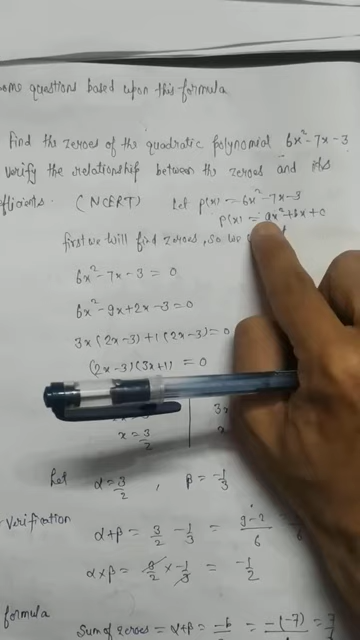 some questions based upon this formula
Find the zeroes of the quadratic polynomial 6x²-7x-3
Verify the relationship between the zeroes and its
fficients. (NCERT) Let p(x) = 6x²-7x-3
p(x) = ax²+bx+c
first we will find zeroes, so we
6x²-7x-3 = 0
6x²-9x+2x-3 = 0
3x(2x-3)+1(2x-3) = 0
(2x-3)(3x+1) = 0
3x
x = 3/2 x
Let α = 3/2 , β = -1/3
Verification α+β = 3/2 - 1/3 = 9-2/6 =
α×β = 3/2 × -1/3 = -1/2
formula
Sum of zeroes = α+β = -b = -(-7) = 7